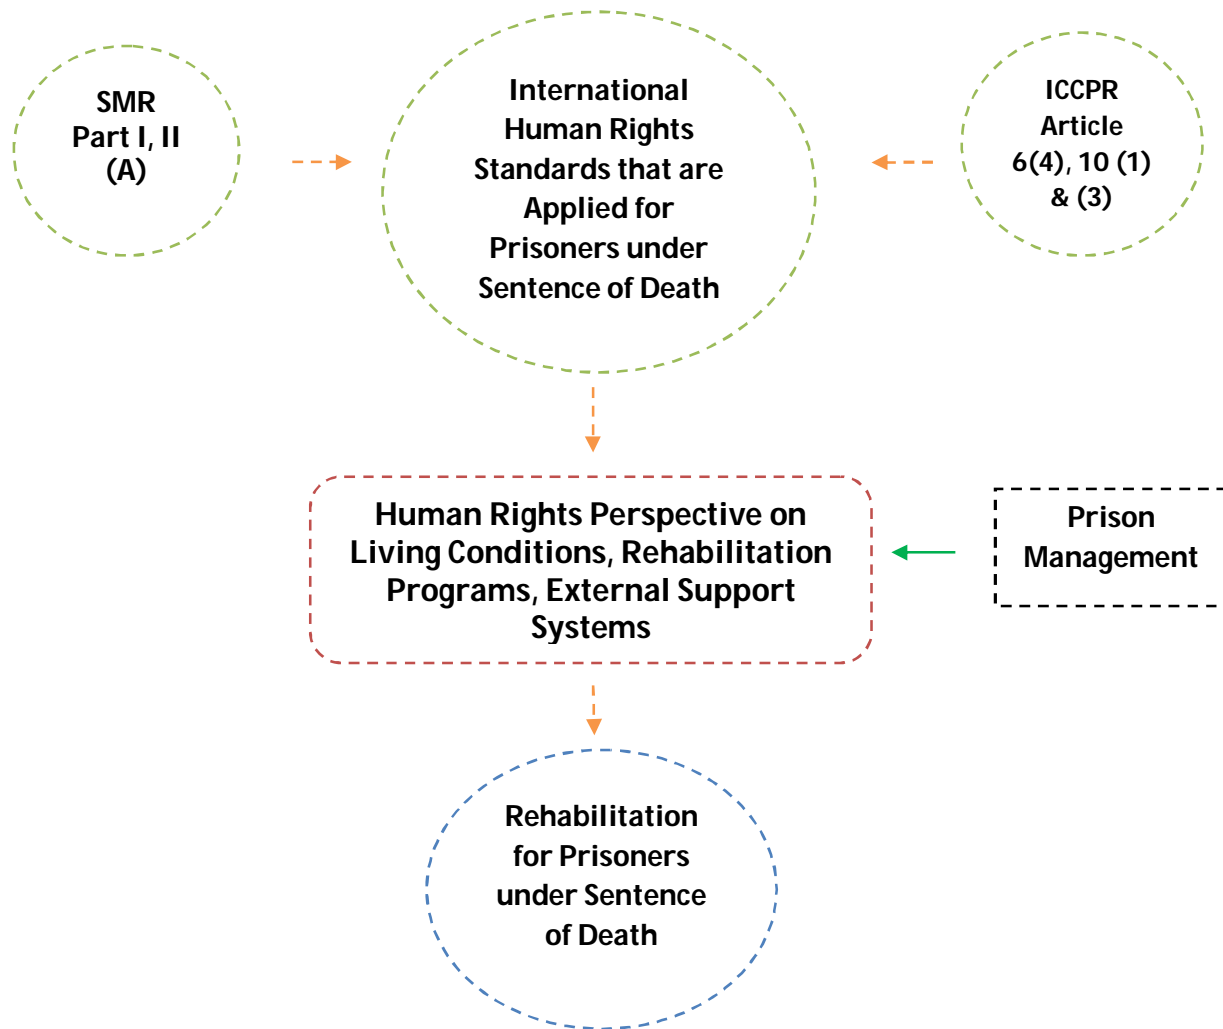 SMR
Part I, II
(A)
International
Human Rights
Standards that are
Applied for
Prisoners under
Sentence of Death
ICCPR
Article
6(4), 10 (1)
& (3)
Human Rights Perspective on
Living Conditions, Rehabilitation
Programs, External Support
Systems
Prison
Management
Rehabilitation
for Prisoners
under Sentence
of Death